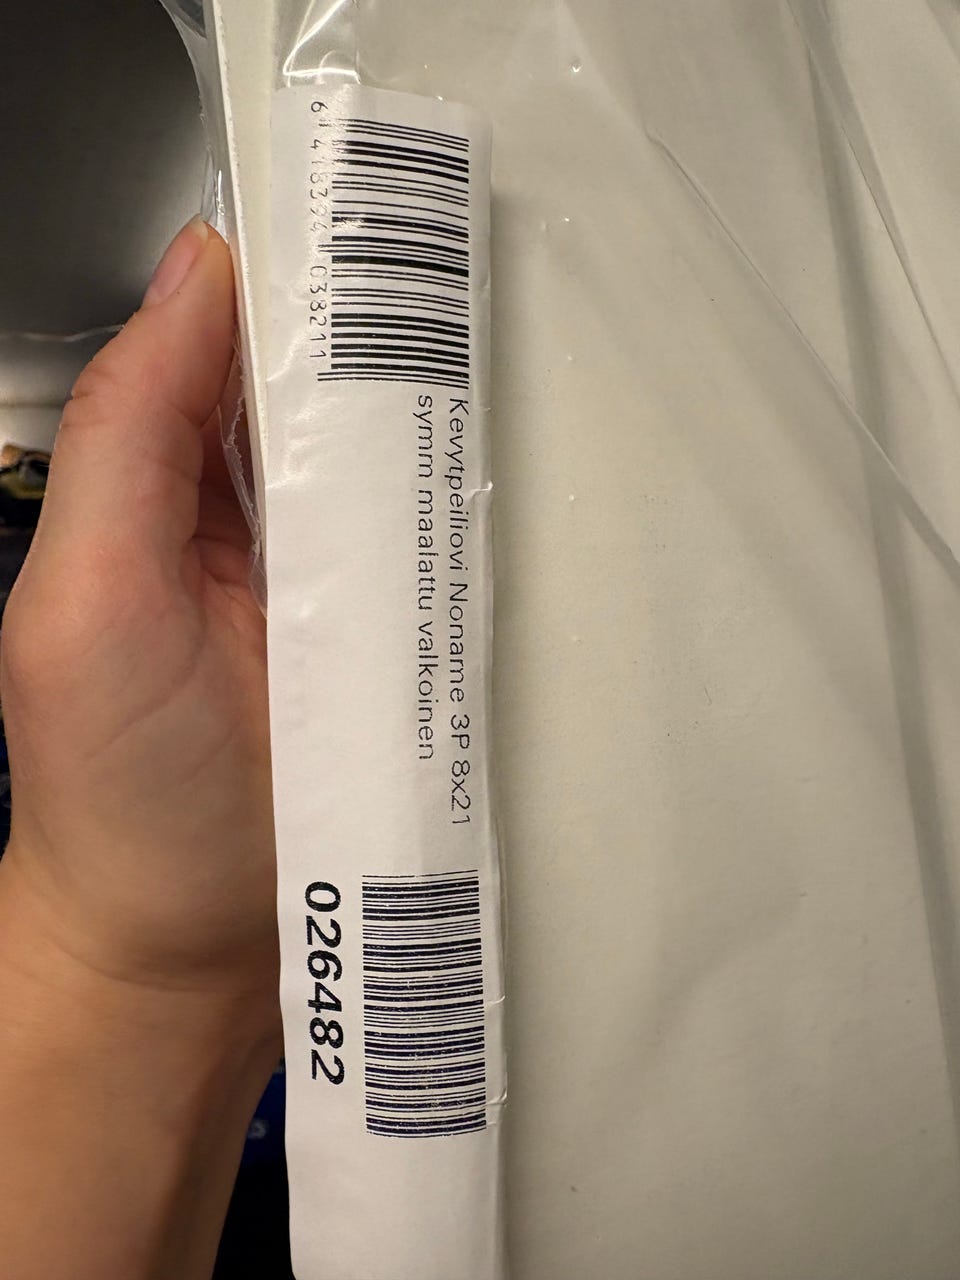 6 418394 038211
Kevytpeiliovi Noname 3P 8x21
symm maalattu valkoinen
026482